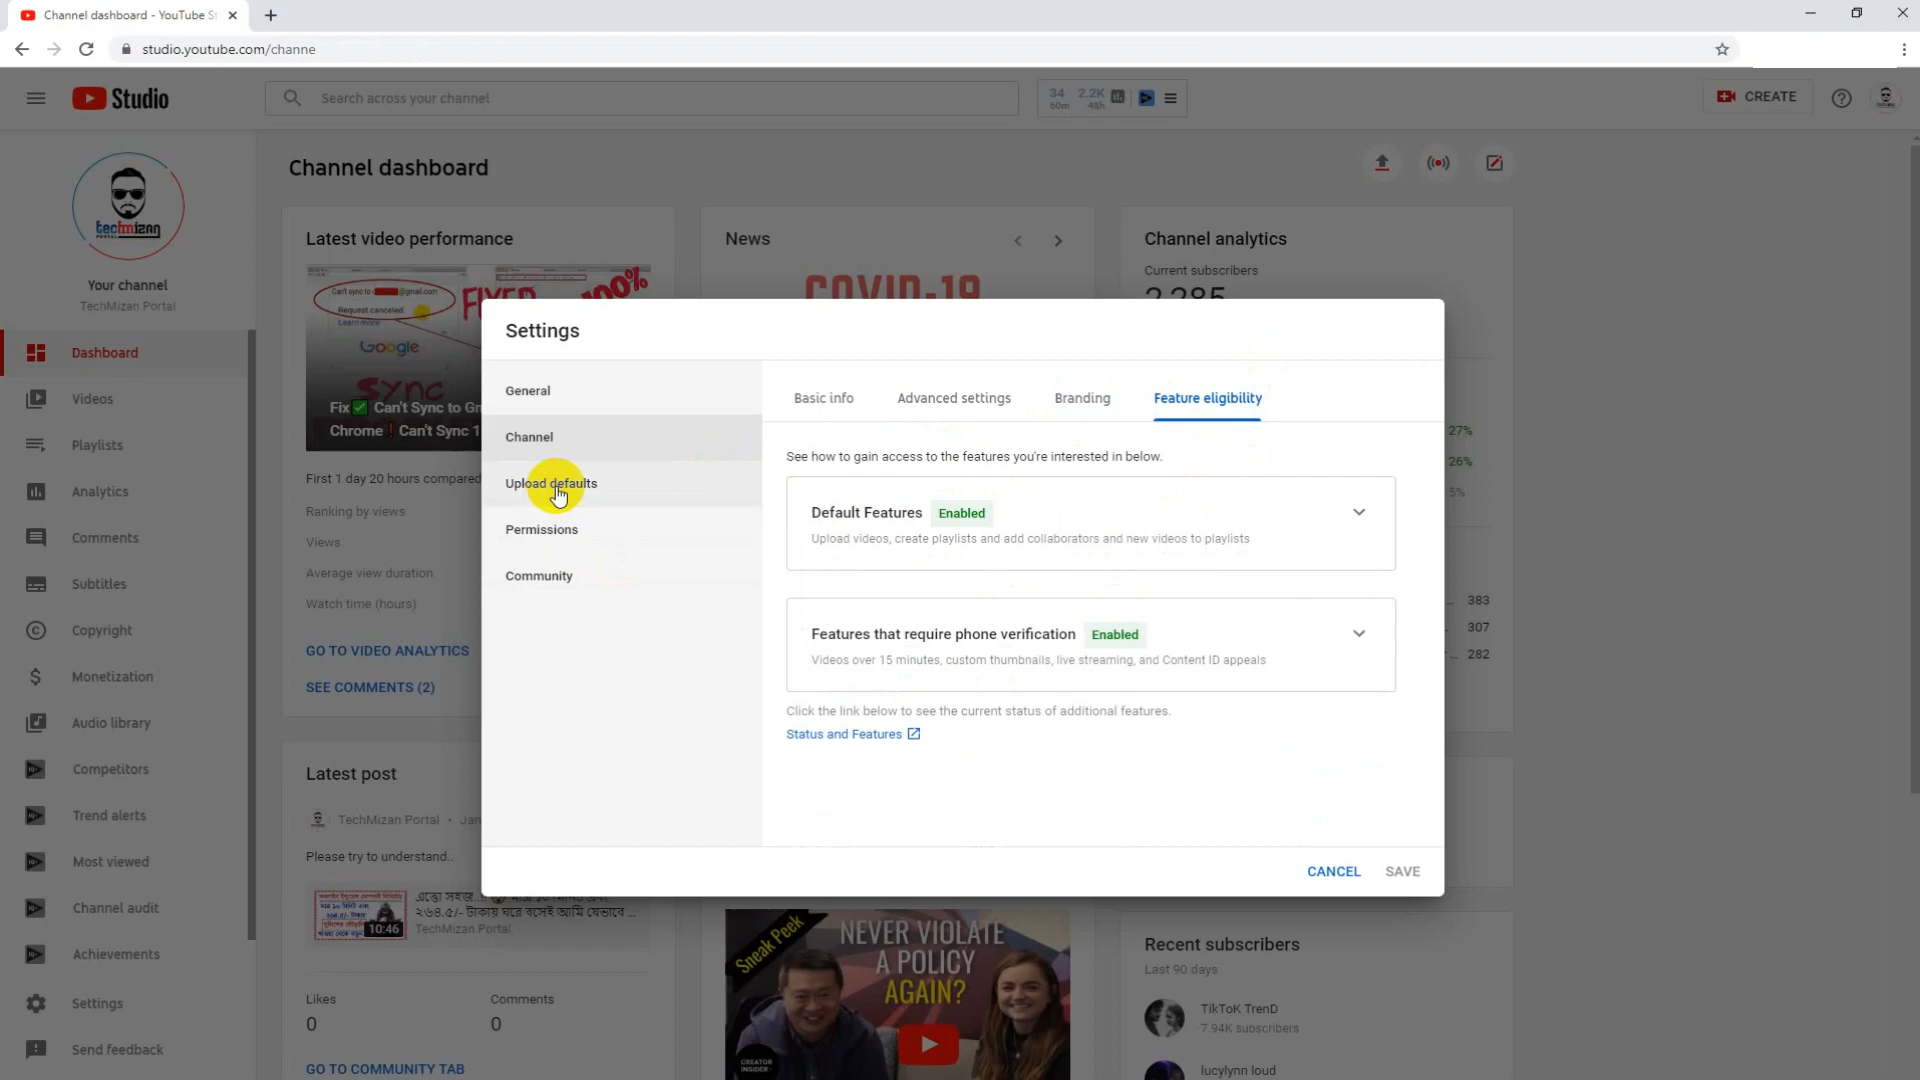 Channel dashboard - YouTube St
studio.youtube.com/channe
Studio
Search across your channel
34 60m 2.2K 48h
CREATE
techmizan
PORTAL
Your channel
TechMizan Portal
Dashboard
Videos
Playlists
Analytics
Comments
Subtitles
Copyright
Monetization
Audio library
Competitors
Trend alerts
Most viewed
Channel audit
Achievements
Settings
Send feedback
Channel dashboard
Latest video performance
Can't sync to @gmail.com
Request canceled.
Learn more
FIXED 100%
Google
SYNC
Fix✅ Can't Sync to Gm
Chrome❗Can't Sync 1
First 1 day 20 hours compared
Ranking by views
Views
Average view duration
Watch time (hours)
GO TO VIDEO ANALYTICS
SEE COMMENTS (2)
Latest post
TechMizan Portal • Jan
Please try to understand..
10:46
২৬৪.৫/- টাকায় ঘরে বসেই আমি যেভাবে ...
TechMizan Portal
Likes
Comments
0
0
GO TO COMMUNITY TAB
News
COVID-19
Sneak Peek
NEVER VIOLATE
A POLICY
AGAIN?
CREATOR
INSIDER
Channel analytics
Current subscribers
2,285
27%
26%
5%
... 383
307
... 282
Recent subscribers
Last 90 days
TikToK TrenD
7.94K subscribers
lucylynn loud
Settings
General
Channel
Upload defaults
Permissions
Community
Basic info
Advanced settings
Branding
Feature eligibility
See how to gain access to the features you're interested in below.
Default Features Enabled
Upload videos, create playlists and add collaborators and new videos to playlists
Features that require phone verification Enabled
Videos over 15 minutes, custom thumbnails, live streaming, and Content ID appeals
Click the link below to see the current status of additional features.
Status and Features
CANCEL
SAVE